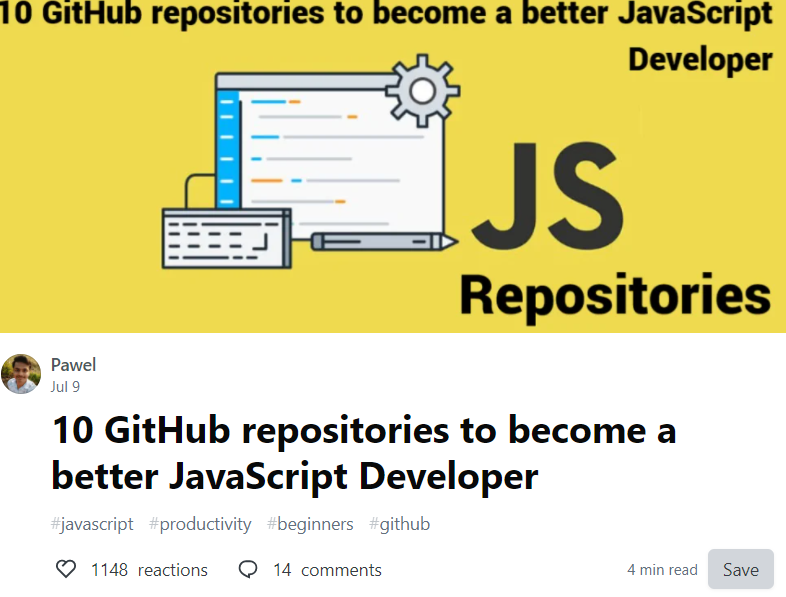 10 GitHub repositories to become a better JavaScript
Developer
JS
Repositories
Pawel
Jul 9
10 GitHub repositories to become a
better JavaScript Developer
#javascript #productivity #beginners #github
1148 reactions 14 comments 4 min read Save